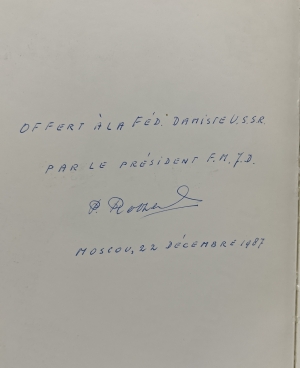 OFFERT À LA FÉD. DAMISTE U.S.S.R.
PAR LE PRÉSIDENT F.M.J.D.
P.
MOSCOU, 22 DÉCEMBRE 1987